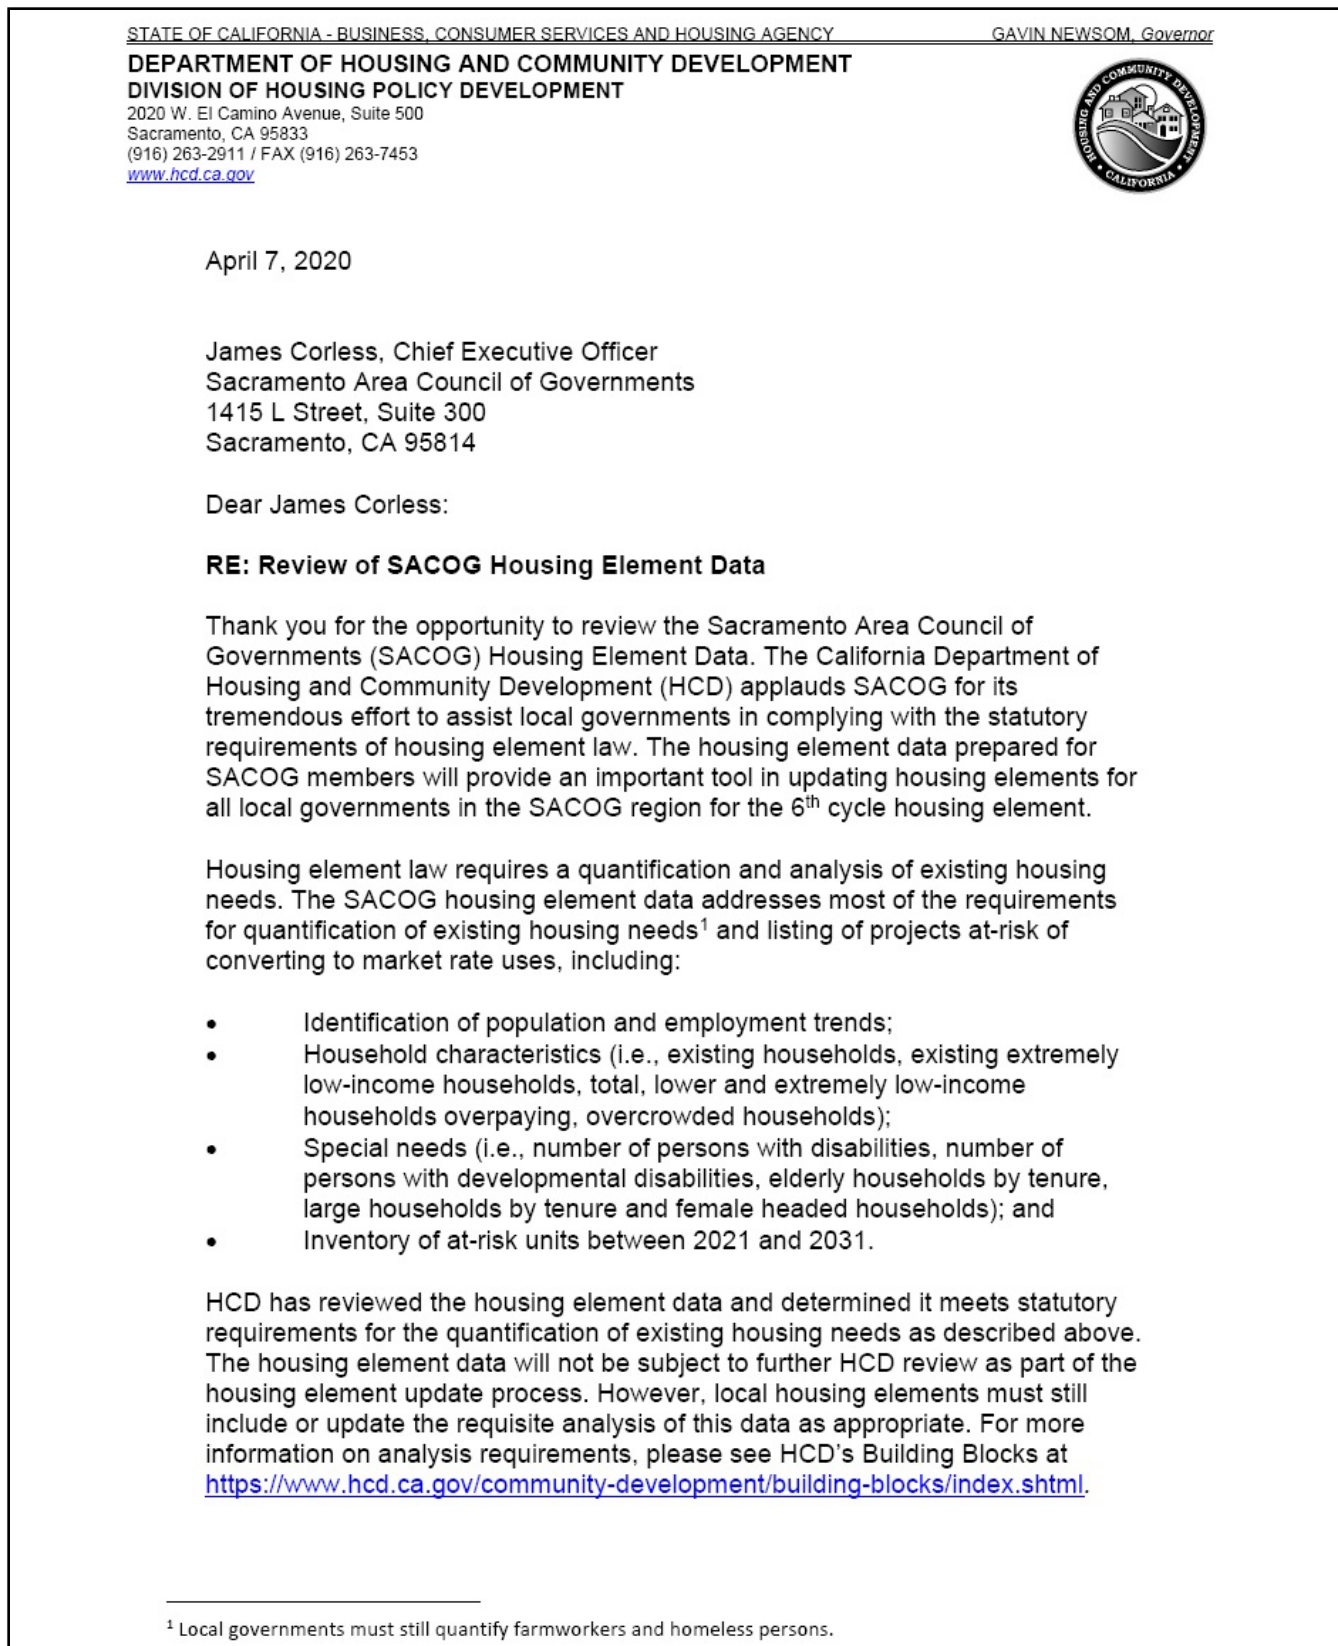 STATE OF CALIFORNIA - BUSINESS, CONSUMER SERVICES AND HOUSING AGENCY GAVIN NEWSOM, Governor
DEPARTMENT OF HOUSING AND COMMUNITY DEVELOPMENT
DIVISION OF HOUSING POLICY DEVELOPMENT
2020 W. El Camino Avenue, Suite 500
Sacramento, CA 95833
(916) 263-2911 / FAX (916) 263-7453
www.hcd.ca.gov
HOUSING AND COMMUNITY DEVELOPMENT • CALIFORNIA •
April 7, 2020
James Corless, Chief Executive Officer
Sacramento Area Council of Governments
1415 L Street, Suite 300
Sacramento, CA 95814
Dear James Corless:
RE: Review of SACOG Housing Element Data
Thank you for the opportunity to review the Sacramento Area Council of
Governments (SACOG) Housing Element Data. The California Department of
Housing and Community Development (HCD) applauds SACOG for its
tremendous effort to assist local governments in complying with the statutory
requirements of housing element law. The housing element data prepared for
SACOG members will provide an important tool in updating housing elements for
all local governments in the SACOG region for the 6th cycle housing element.
Housing element law requires a quantification and analysis of existing housing
needs. The SACOG housing element data addresses most of the requirements
for quantification of existing housing needs¹ and listing of projects at-risk of
converting to market rate uses, including:
• Identification of population and employment trends;
• Household characteristics (i.e., existing households, existing extremely
low-income households, total, lower and extremely low-income
households overpaying, overcrowded households);
• Special needs (i.e., number of persons with disabilities, number of
persons with developmental disabilities, elderly households by tenure,
large households by tenure and female headed households); and
• Inventory of at-risk units between 2021 and 2031.
HCD has reviewed the housing element data and determined it meets statutory
requirements for the quantification of existing housing needs as described above.
The housing element data will not be subject to further HCD review as part of the
housing element update process. However, local housing elements must still
include or update the requisite analysis of this data as appropriate. For more
information on analysis requirements, please see HCD's Building Blocks at
https://www.hcd.ca.gov/community-development/building-blocks/index.shtml.
¹ Local governments must still quantify farmworkers and homeless persons.